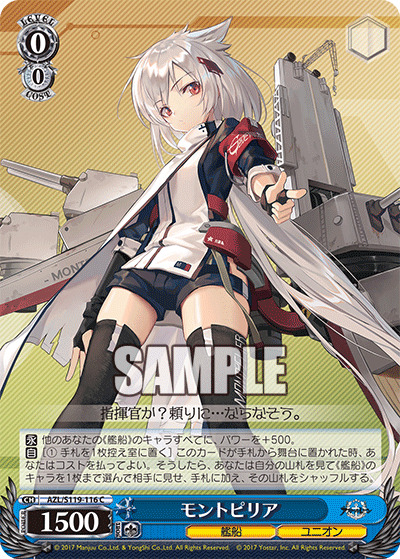 LEVEL
0
0
COST
MONT
MONTPELIER
SAMPLE
指揮官が?頼りに…ならなそう。
永 他のあなたの《艦船》のキャラすべてに、パワーを+500。
自 [① 手札を1枚控え室に置く] このカードが手札から舞台に置かれた時、あ
なたはコストを払ってよい。そうしたら、あなたは自分の山札を見て《艦船》のキャ
ラを1枚まで選んで相手に見せ、手札に加え、その山札をシャッフルする。
CH AZL/S119-116 C
1500
モントピリア
艦船 ユニオン
© 2017 Manjuu Co.,Ltd. & YongShi Co.,Ltd. All Rights Reserved. © 2017 Yostar, Inc. All Rights Reserved.